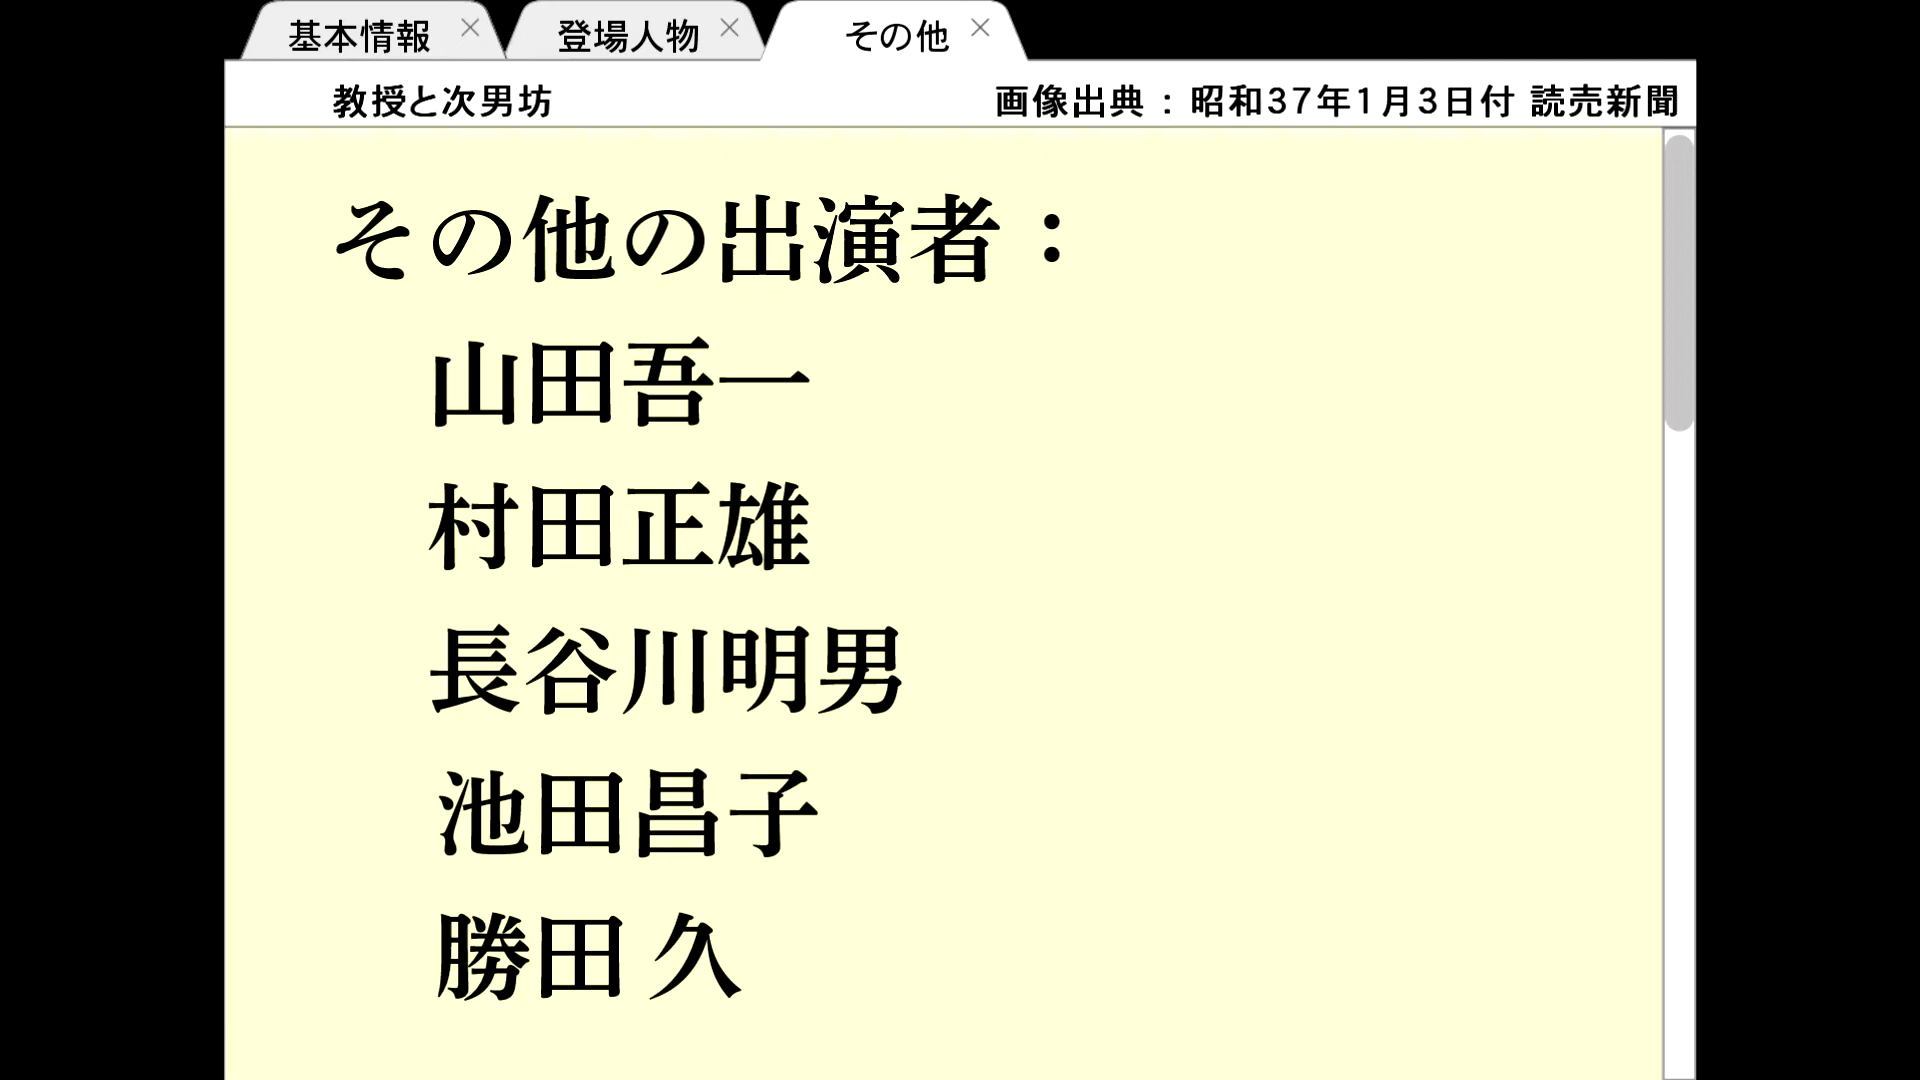 基本情報 × 登場人物 × その他 ×
教授と次男坊 画像出典：昭和37年1月3日付 読売新聞
その他の出演者：
山田吾一
村田正雄
長谷川明男
池田昌子
勝田 久